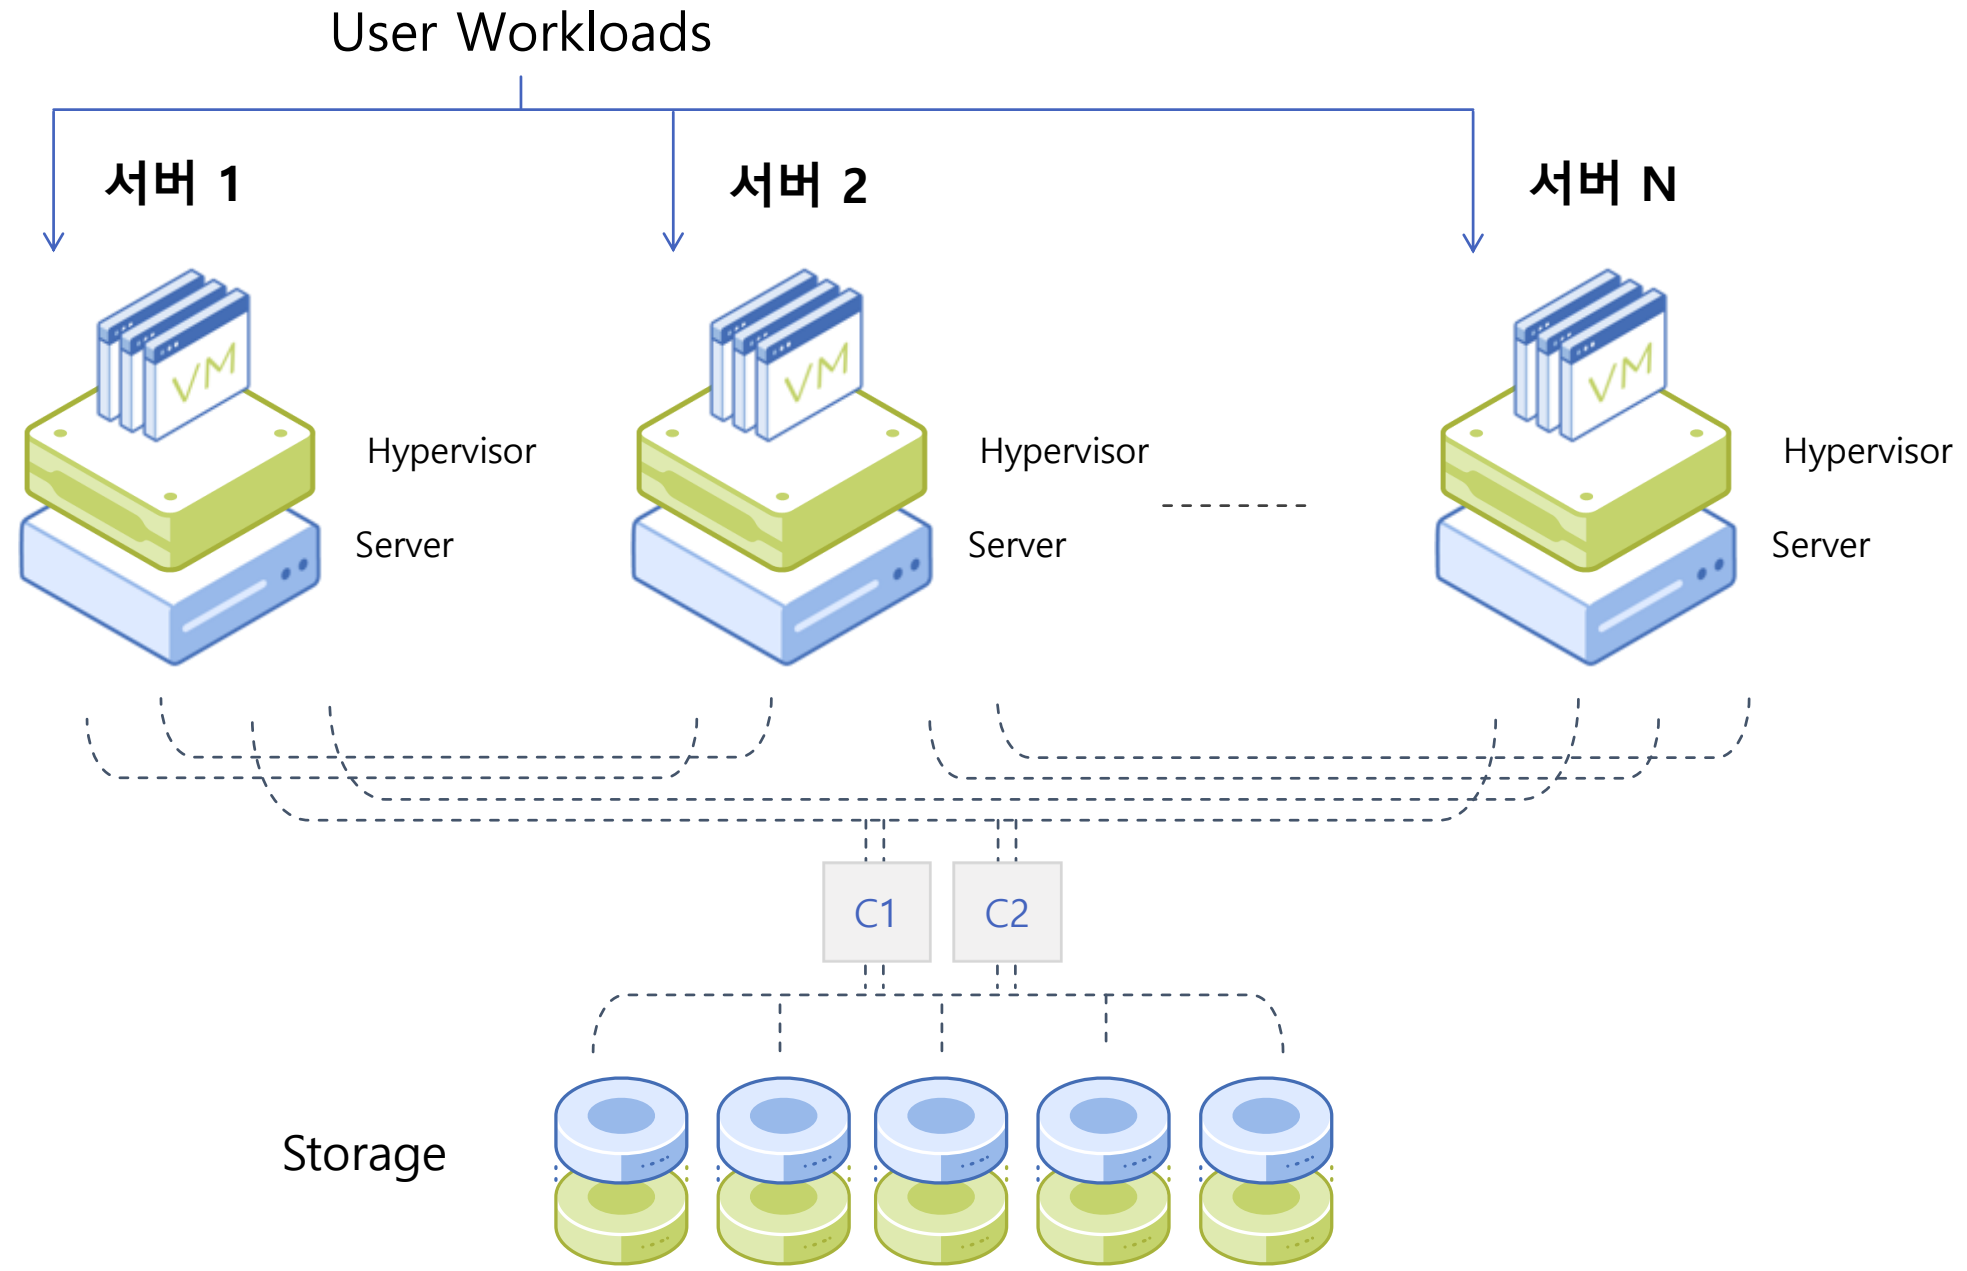 User Workloads
서버 1
서버 2
서버 N
VM
VM
VM
Hypervisor
Hypervisor
Hypervisor
Server
Server
Server
C1
C2
Storage